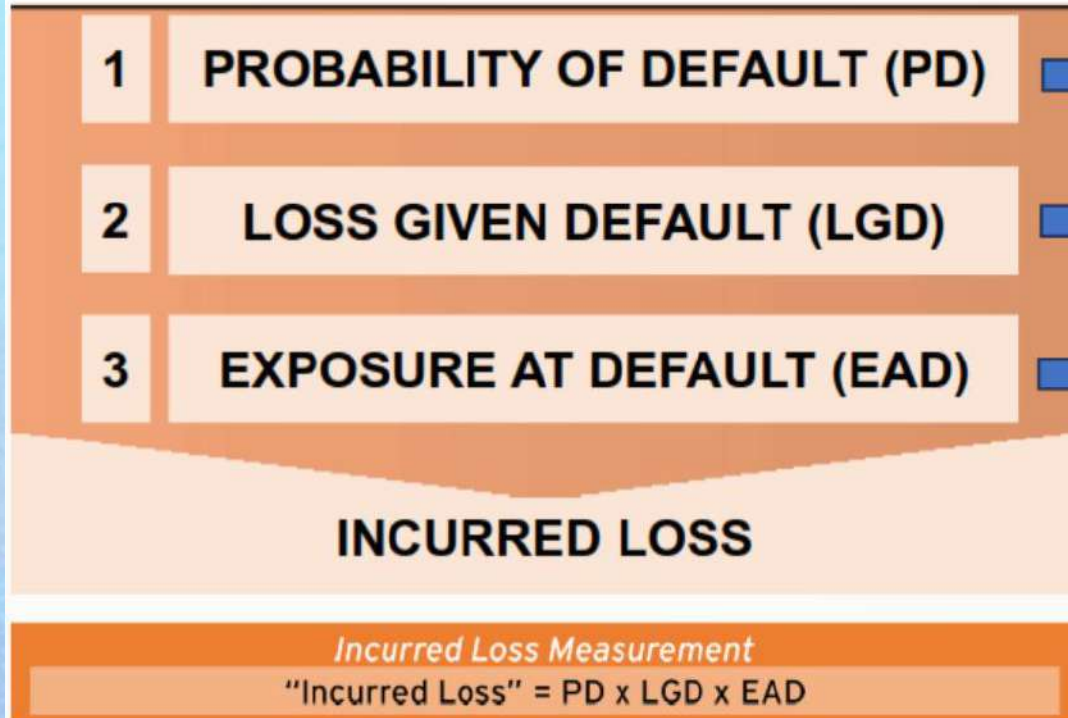 1 PROBABILITY OF DEFAULT (PD)
2 LOSS GIVEN DEFAULT (LGD)
3 EXPOSURE AT DEFAULT (EAD)
INCURRED LOSS
Incurred Loss Measurement
"Incurred Loss" = PD x LGD x EAD